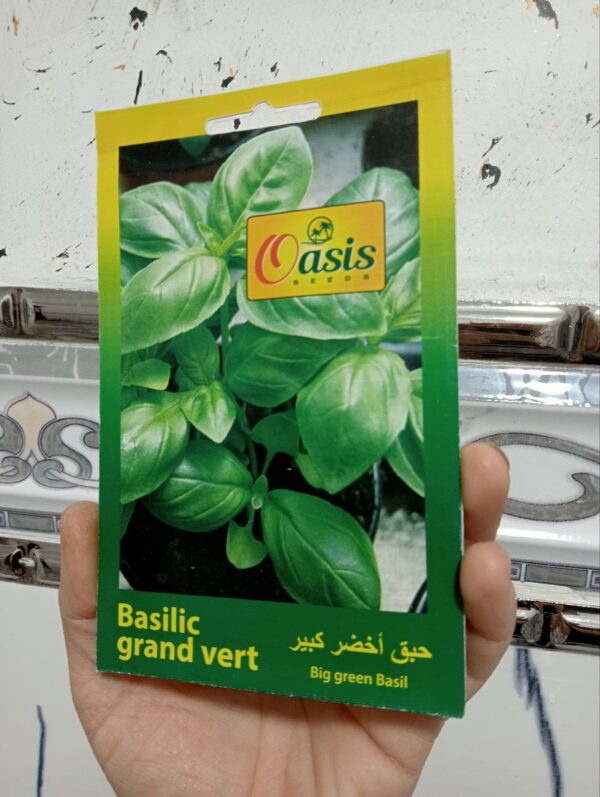 Oasis
SEEDS
Basilic
grand vert
حبق أخضر كبير
Big green Basil